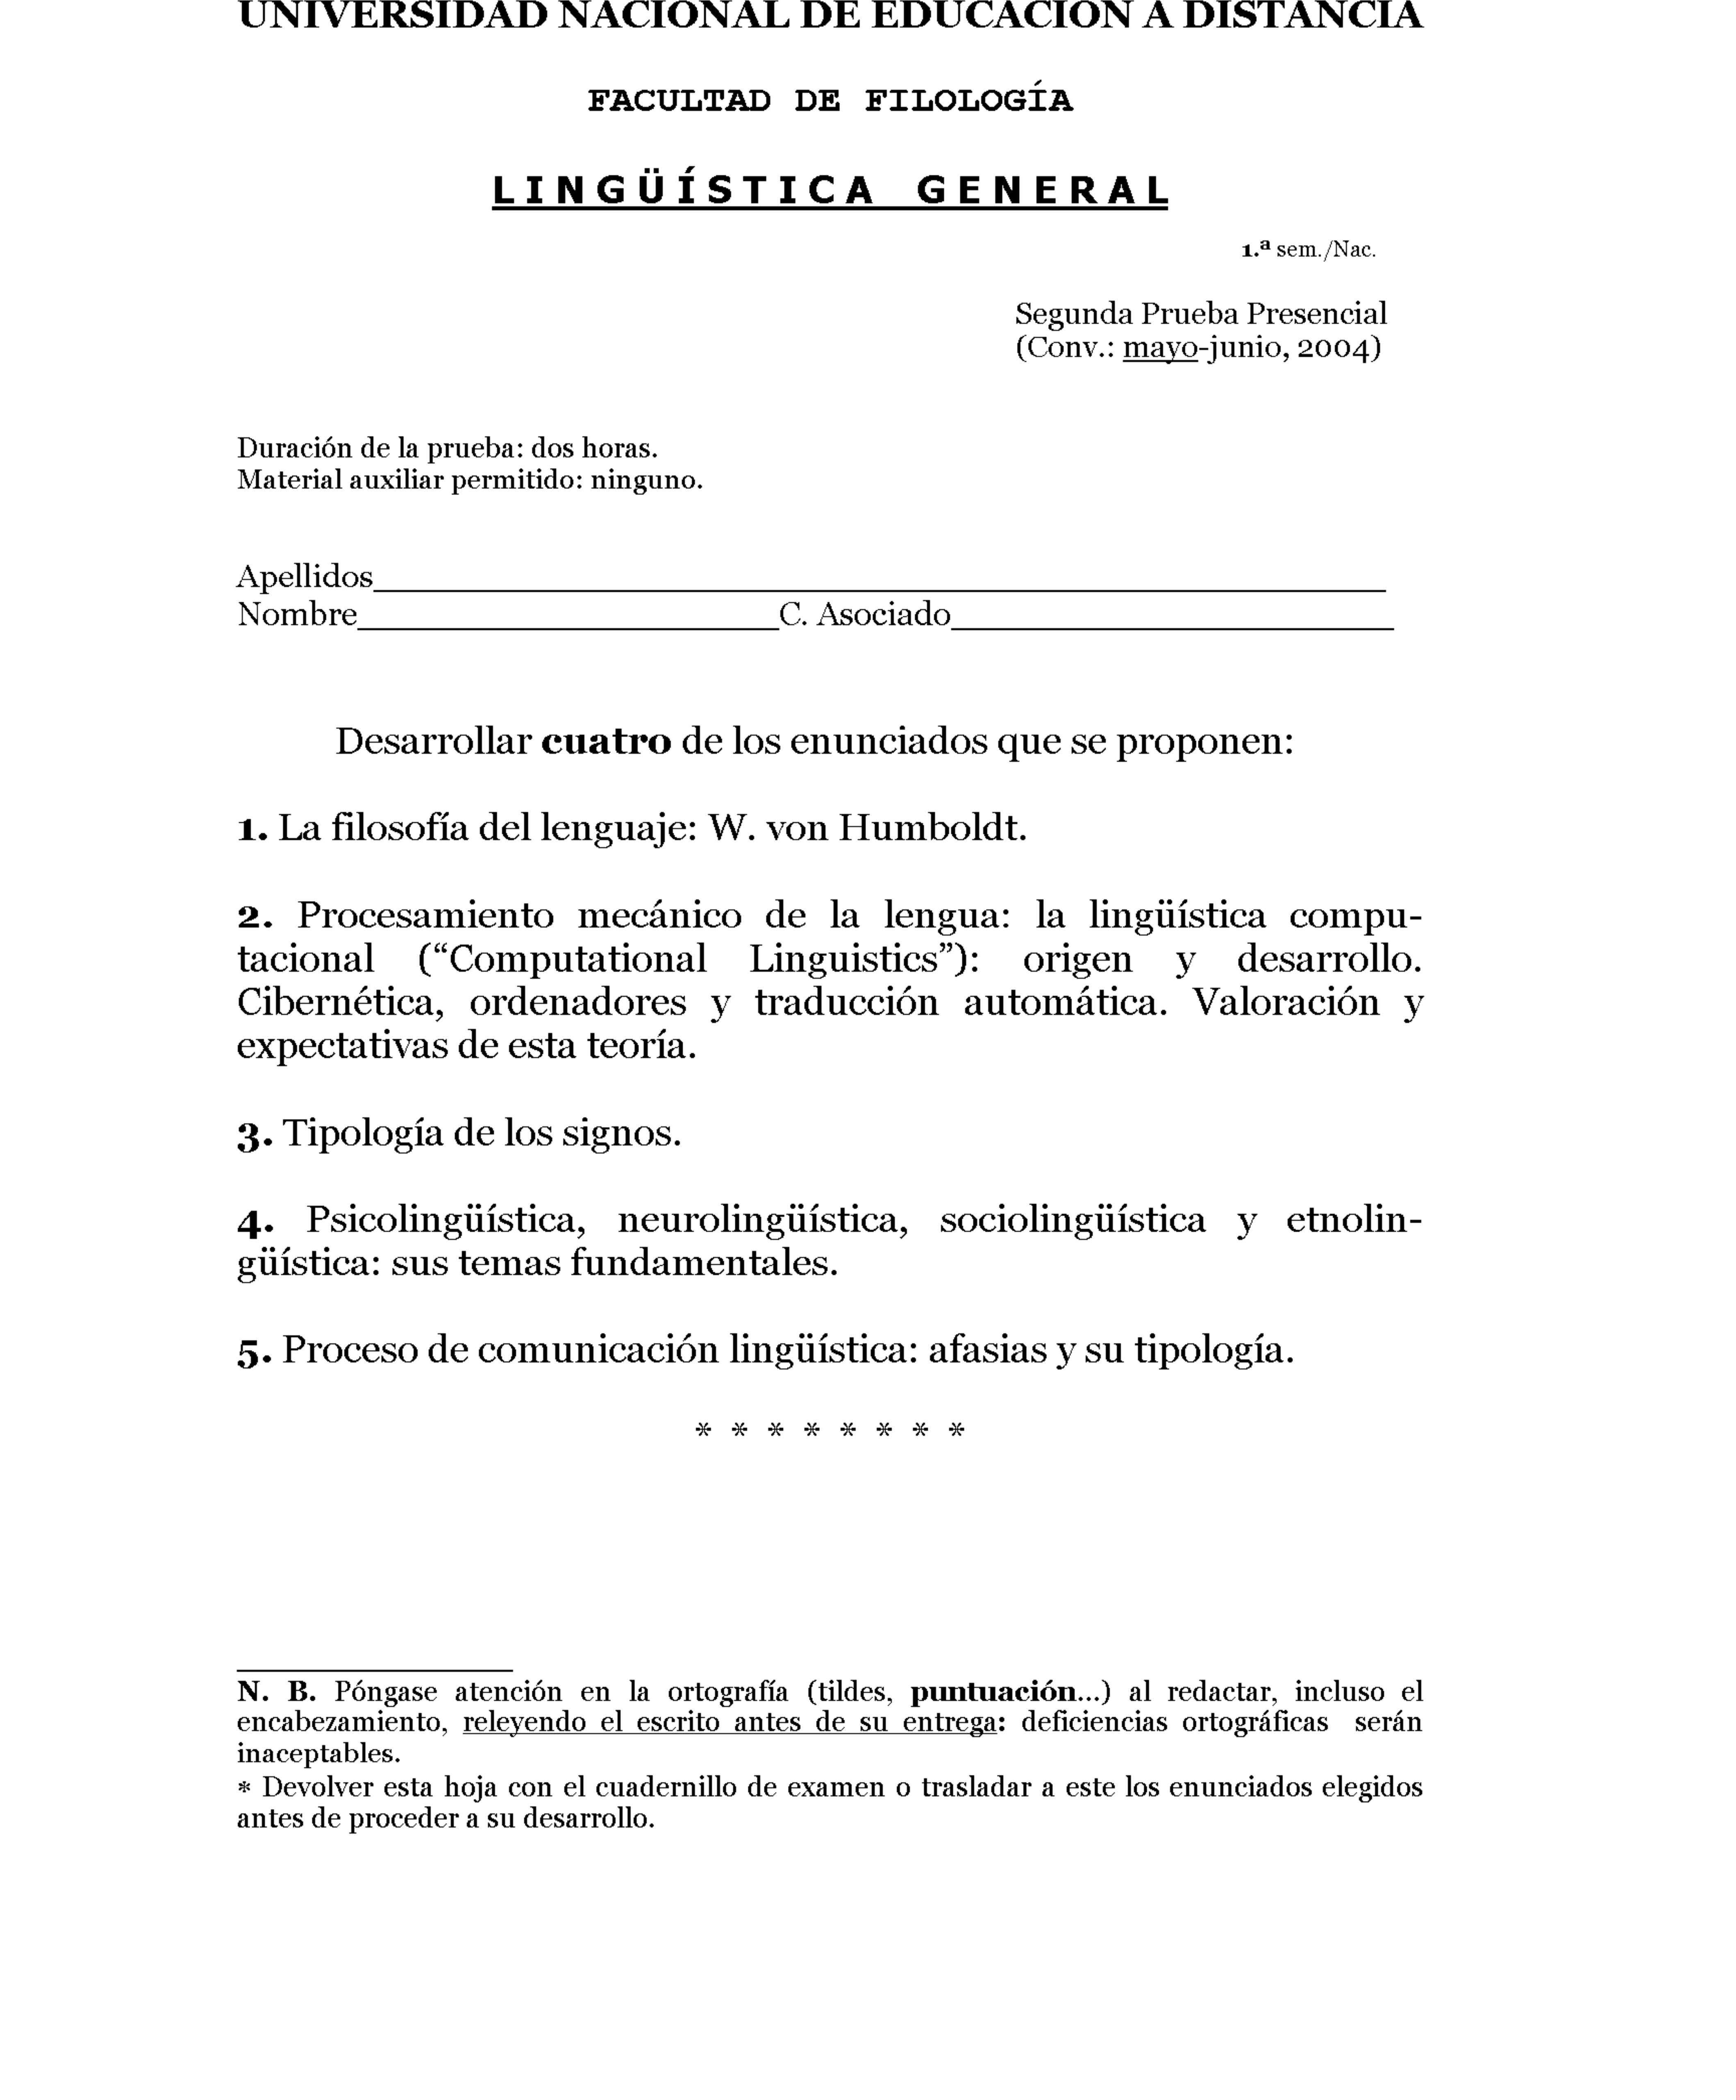 UNIVERSIDAD NACIONAL DE EDUCACIÓN A DISTANCIA
FACULTAD DE FILOLOGÍA
LINGÜÍSTICA GENERAL
1.ª sem./Nac.
Segunda Prueba Presencial
(Conv.: mayo-junio, 2004)
Duración de la prueba: dos horas.
Material auxiliar permitido: ninguno.
Apellidos
Nombre C. Asociado
Desarrollar cuatro de los enunciados que se proponen:
1. La filosofía del lenguaje: W. von Humboldt.
2. Procesamiento mecánico de la lengua: la lingüística compu-
tacional (“Computational Linguistics”): origen y desarrollo.
Cibernética, ordenadores y traducción automática. Valoración y
expectativas de esta teoría.
3. Tipología de los signos.
4. Psicolingüística, neurolingüística, sociolingüística y etnolin-
güística: sus temas fundamentales.
5. Proceso de comunicación lingüística: afasias y su tipología.
* * * * * * * *
N. B. Póngase atención en la ortografía (tildes, puntuación...) al redactar, incluso el
encabezamiento, releyendo el escrito antes de su entrega: deficiencias ortográficas serán
inaceptables.
* Devolver esta hoja con el cuadernillo de examen o trasladar a este los enunciados elegidos
antes de proceder a su desarrollo.